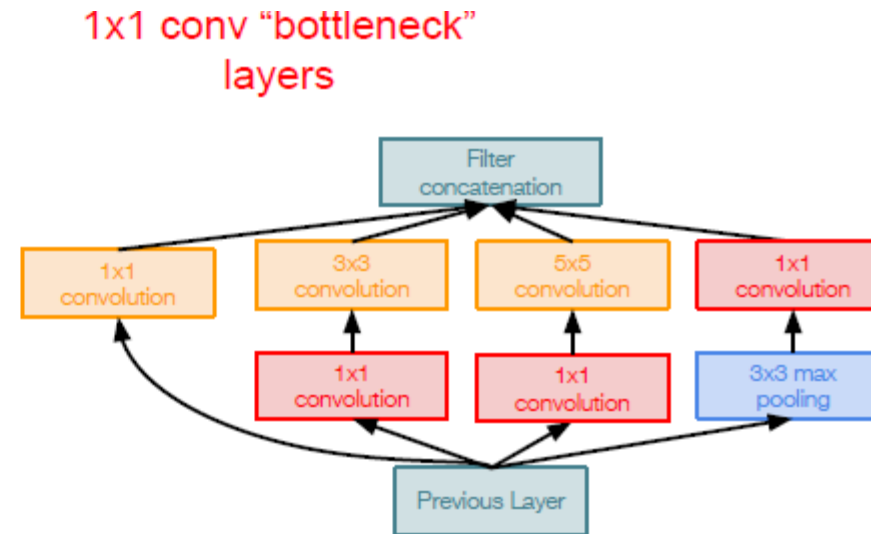 1x1 conv “bottleneck”
layers
Filter
concatenation
1x1
convolution
3x3
convolution
5x5
convolution
1x1
convolution
1x1
convolution
1x1
convolution
3x3 max
pooling
Previous Layer